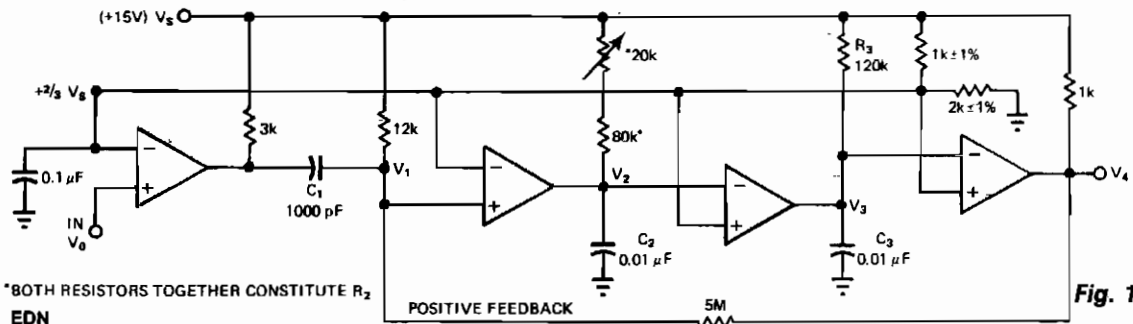 (+15V) Vs
+2/3 Vs
0.1 μF
IN
V0
3k
C1
1000 pF
12k
V1
*20k
80k*
V2
C2
0.01 μF
R3
120k
V3
C3
0.01 μF
1k±1%
2k±1%
1k
V4
*BOTH RESISTORS TOGETHER CONSTITUTE R2
EDN
POSITIVE FEEDBACK
5M
Fig. 1